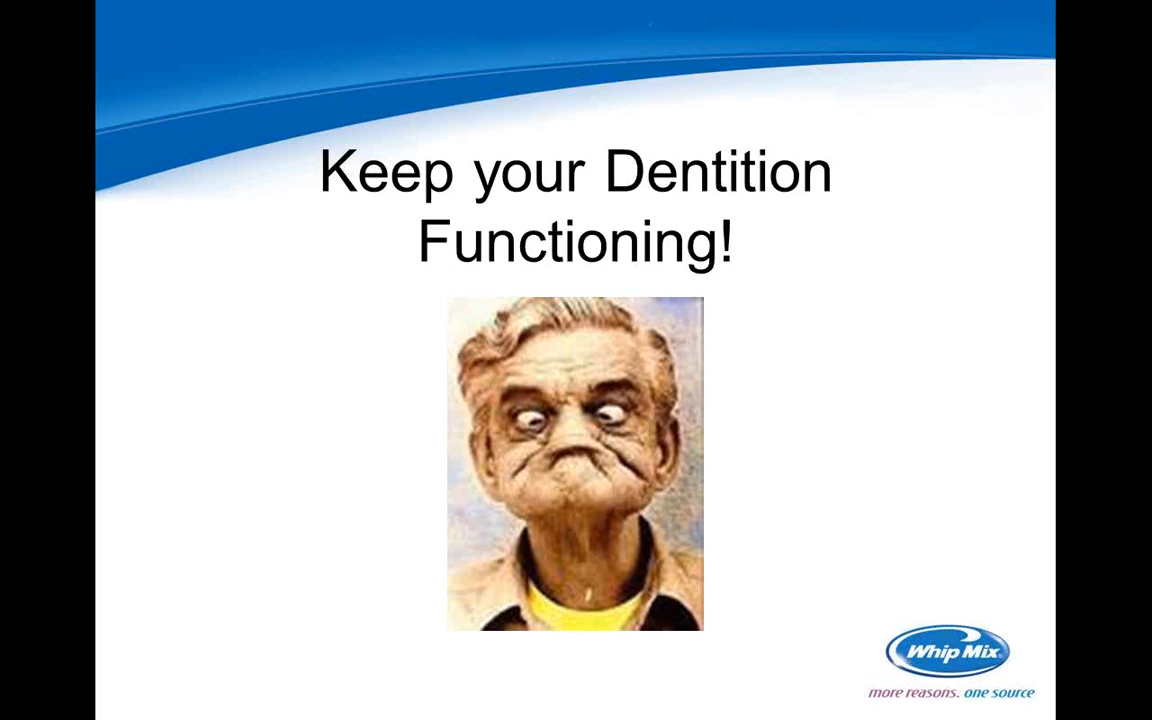 Keep your Dentition
Functioning!
Whip Mix®
more reasons. one source